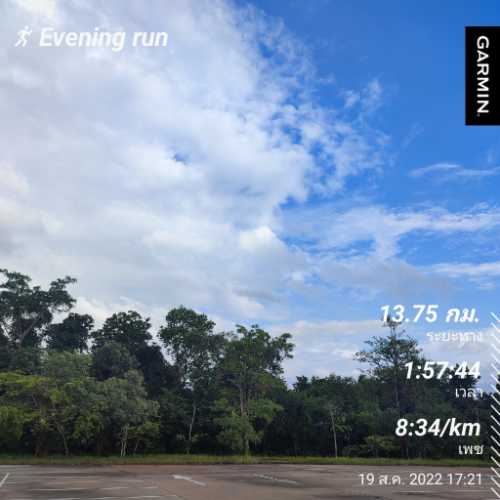 Evening run
GARMIN
13.75 กม.
ระยะทาง
1:57:44
เวลา
8:34/km
เพซ
19 ส.ค. 2022 17:21